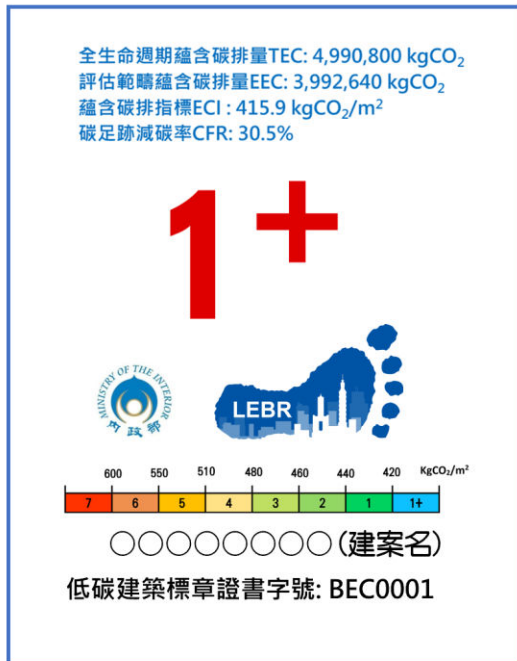 全生命週期蘊含碳排量TEC: 4,990,800 kgCO₂
評估範疇蘊含碳排量EEC: 3,992,640 kgCO₂
蘊含碳排指標ECI : 415.9 kgCO₂/m²
碳足跡減碳率CFR: 30.5%
1+
MINISTRY OF THE INTERIOR
內政部
LEBR
600 550 510 480 460 440 420 KgCO₂/m²
7 6 5 4 3 2 1 1+
○○○○○○○○(建案名)
低碳建築標章證書字號: BEC0001